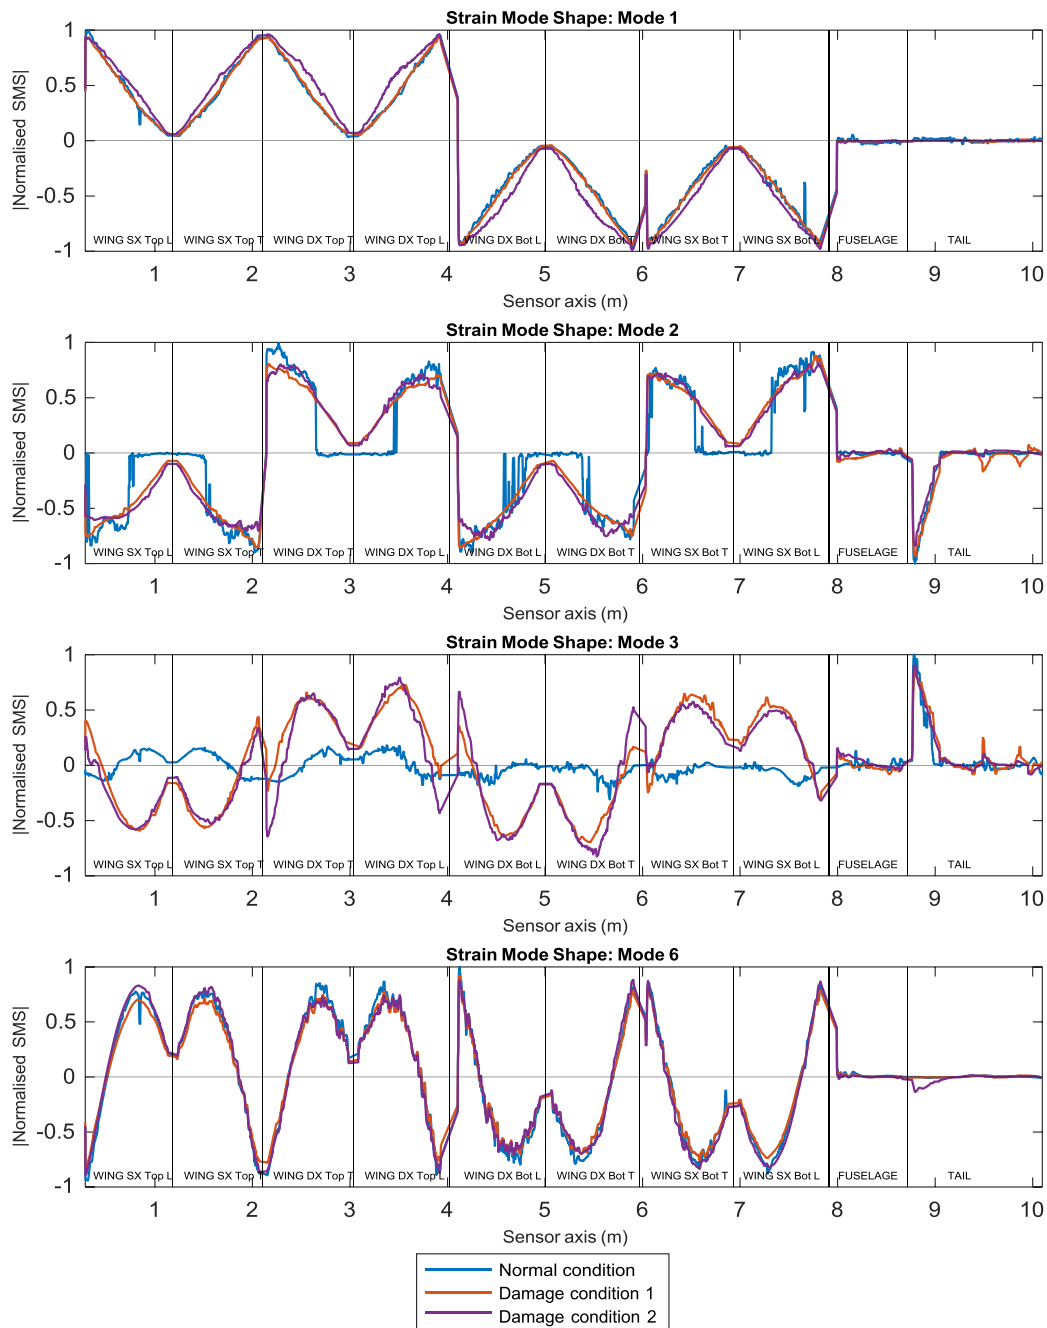 Strain Mode Shape: Mode 1
|Normalised SMS|
1
0.5
0
-0.5
-1
WING SX Top L
WING SX Top T
WING DX Top T
WING DX Top L
WING DX Bot L
WING DX Bot T
WING SX Bot T
WING SX Bot L
FUSELAGE
TAIL
1 2 3 4 5 6 7 8 9 10
Sensor axis (m)
Strain Mode Shape: Mode 2
|Normalised SMS|
1
0.5
0
-0.5
-1
WING SX Top L
WING SX Top T
WING DX Top T
WING DX Top L
WING DX Bot L
WING DX Bot T
WING SX Bot T
WING SX Bot L
FUSELAGE
TAIL
1 2 3 4 5 6 7 8 9 10
Sensor axis (m)
Strain Mode Shape: Mode 3
|Normalised SMS|
1
0.5
0
-0.5
-1
WING SX Top L
WING SX Top T
WING DX Top T
WING DX Top L
WING DX Bot L
WING DX Bot T
WING SX Bot T
WING SX Bot L
FUSELAGE
TAIL
1 2 3 4 5 6 7 8 9 10
Sensor axis (m)
Strain Mode Shape: Mode 6
|Normalised SMS|
1
0.5
0
-0.5
-1
WING SX Top L
WING SX Top T
WING DX Top T
WING DX Top L
WING DX Bot L
WING DX Bot T
WING SX Bot T
WING SX Bot L
FUSELAGE
TAIL
1 2 3 4 5 6 7 8 9 10
Sensor axis (m)
Normal condition
Damage condition 1
Damage condition 2